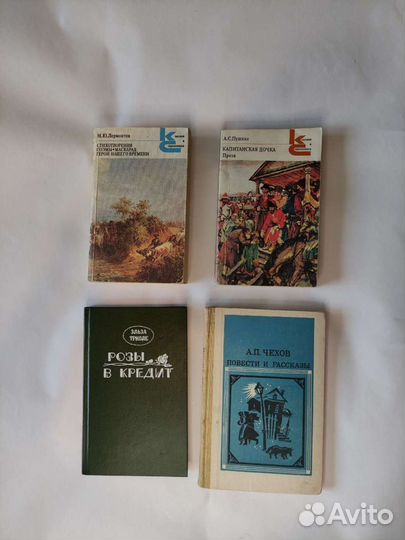 М.Ю.Лермонтов
СТИХОТВОРЕНИЯ
ПОЭМЫ•МАСКАРАД
ГЕРОЙ НАШЕГО ВРЕМЕНИ
А.С.Пушкин
КАПИТАНСКАЯ ДОЧКА
Проза
ЭЛЬЗА
ТРИОЛЕ
РОЗЫ
В КРЕДИТ
А.П.ЧЕХОВ
ПОВЕСТИ И РАССКАЗЫ
Avito